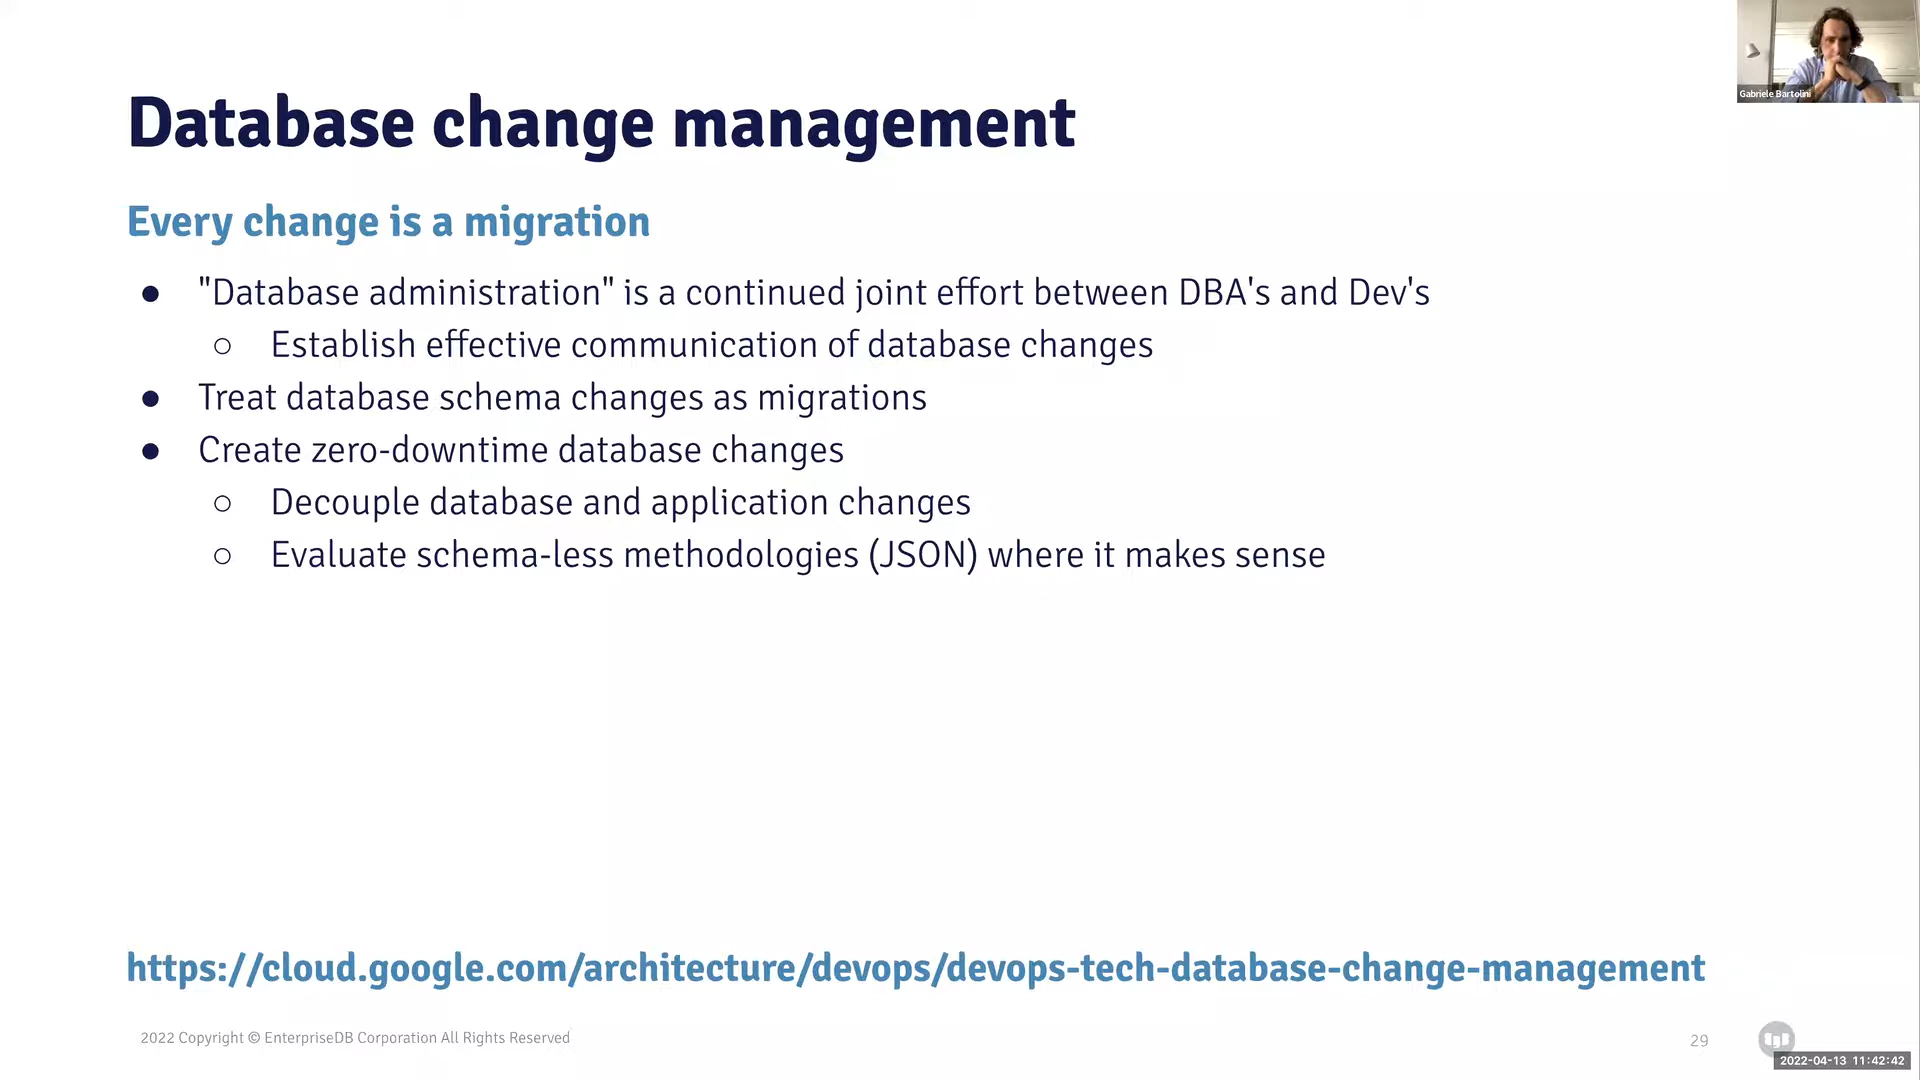 Gabriele Bartolini
Database change management
Every change is a migration
● "Database administration" is a continued joint effort between DBA's and Dev's
○ Establish effective communication of database changes
● Treat database schema changes as migrations
● Create zero-downtime database changes
○ Decouple database and application changes
○ Evaluate schema-less methodologies (JSON) where it makes sense
https://cloud.google.com/architecture/devops/devops-tech-database-change-management
2022 Copyright © EnterpriseDB Corporation All Rights Reserved
29
2022-04-13 11:42:42